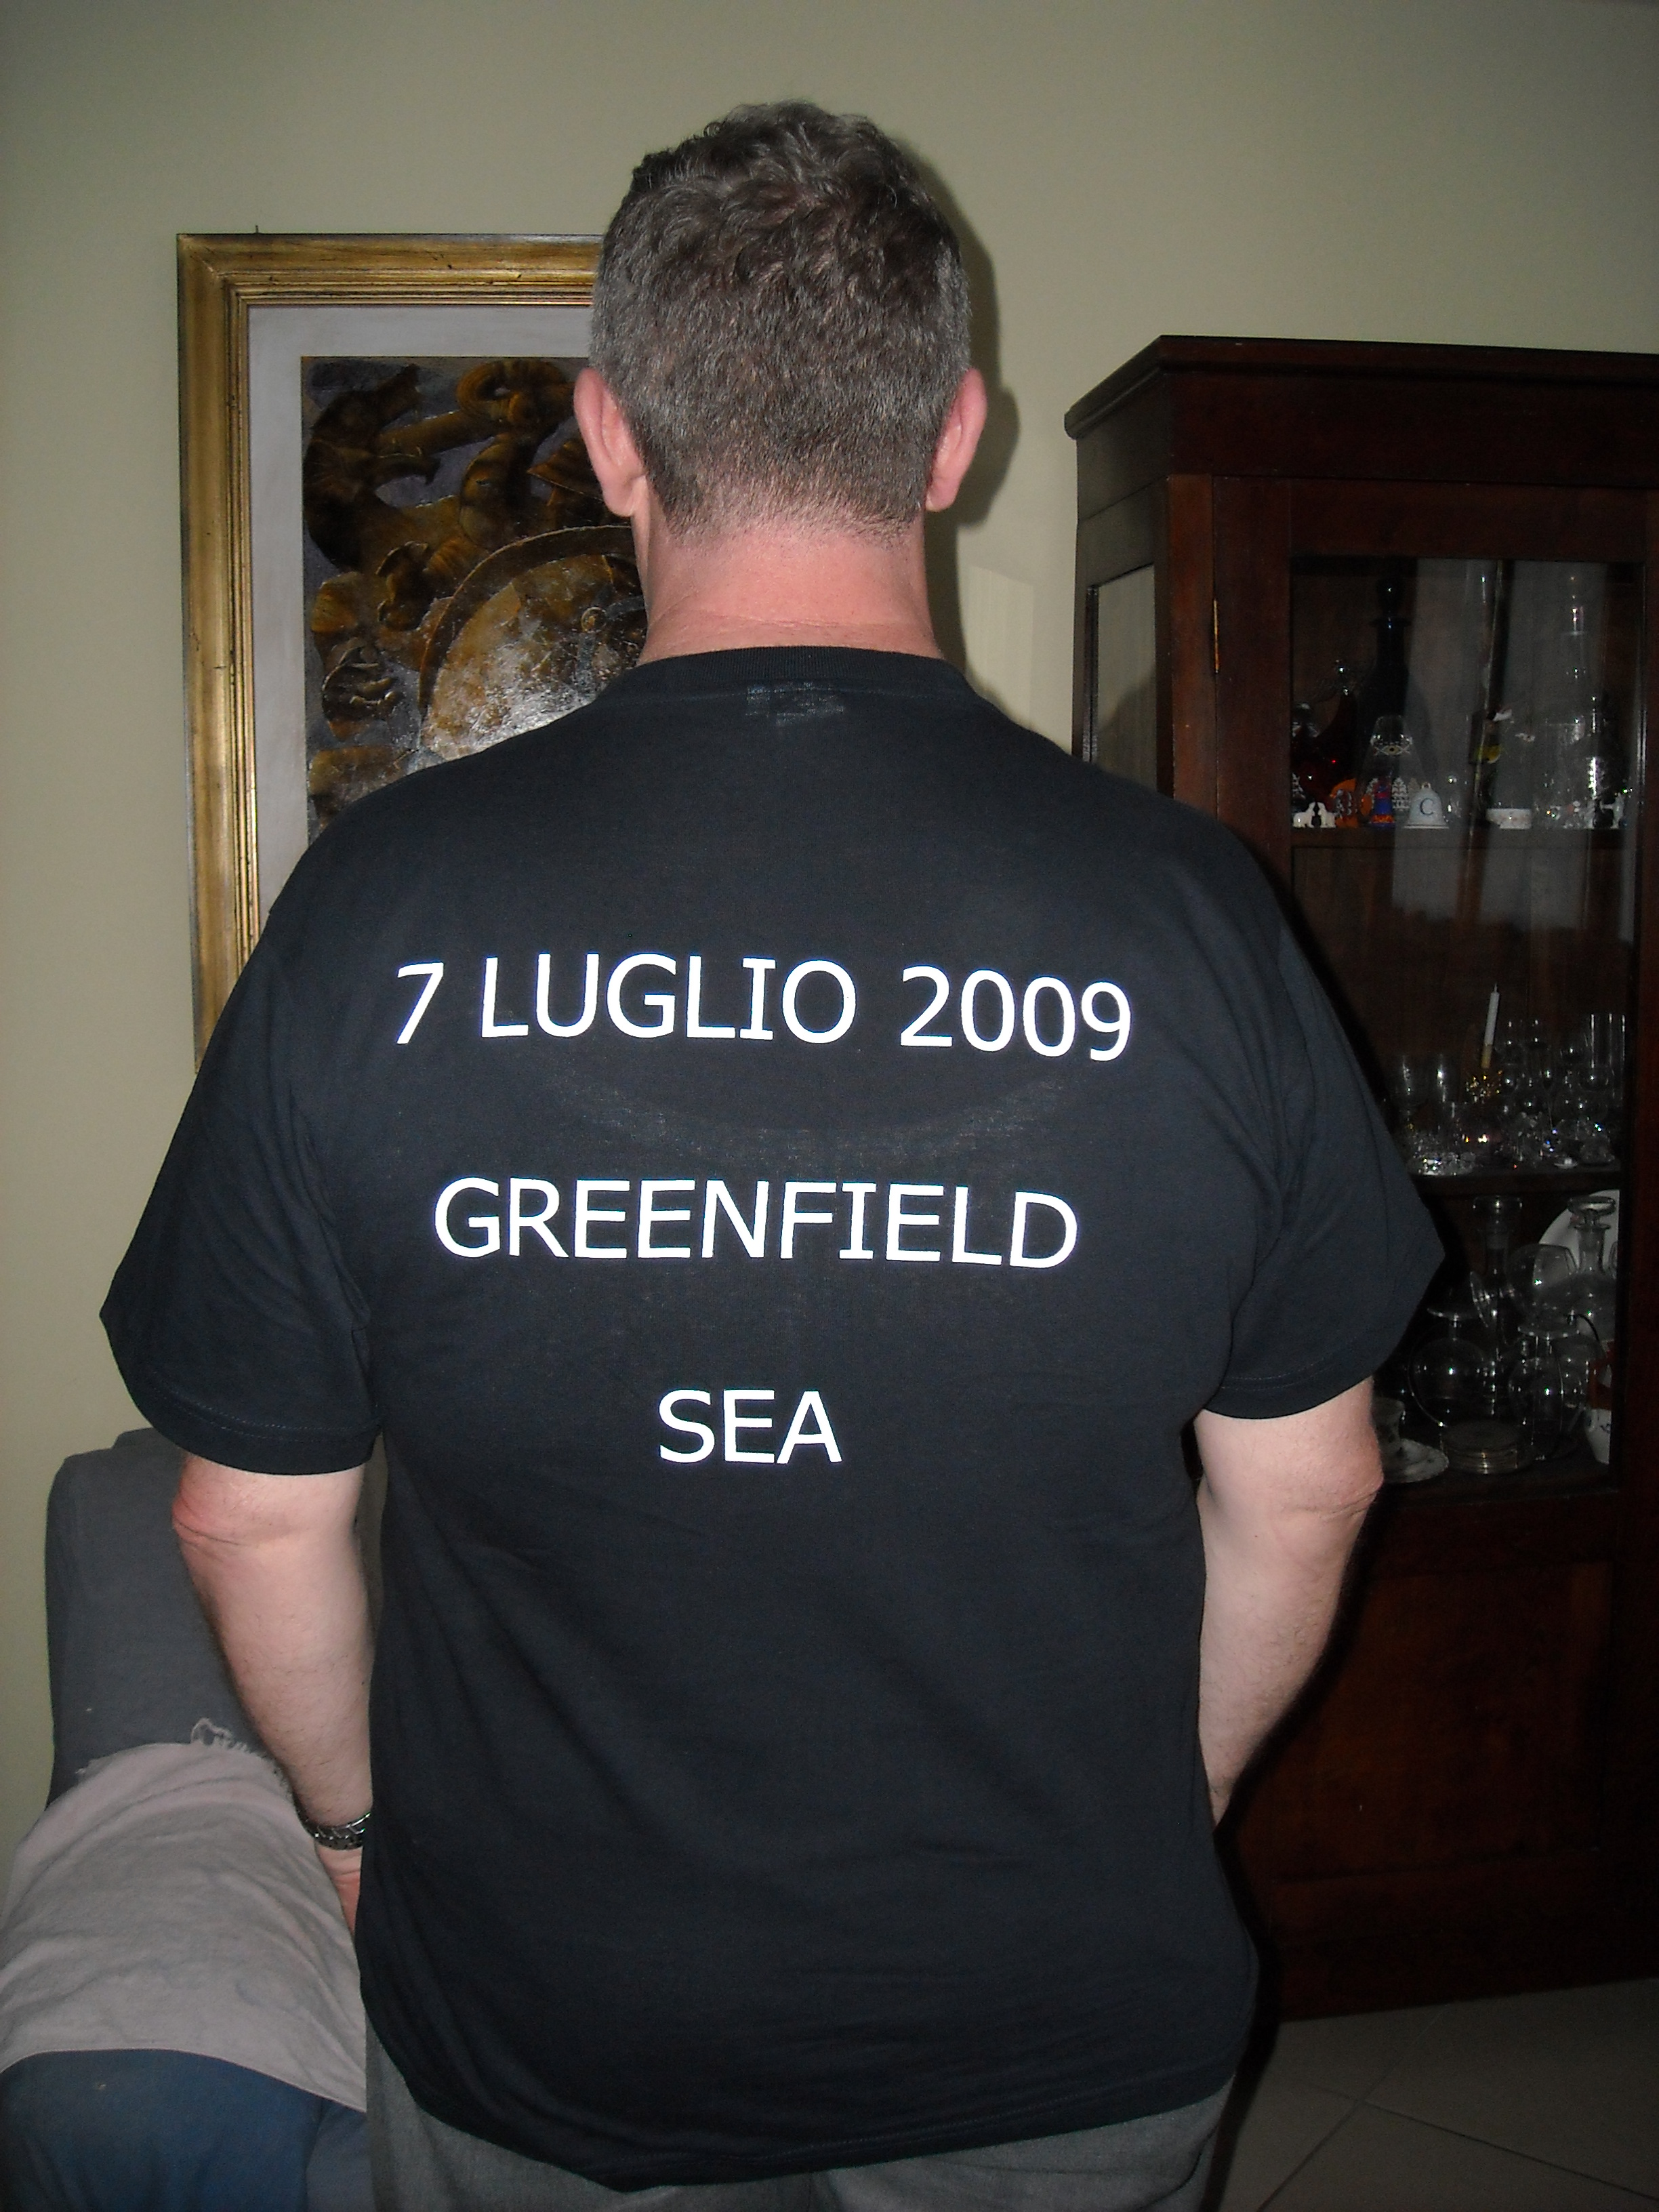 7 LUGLIO 2009
GREENFIELD
SEA
C